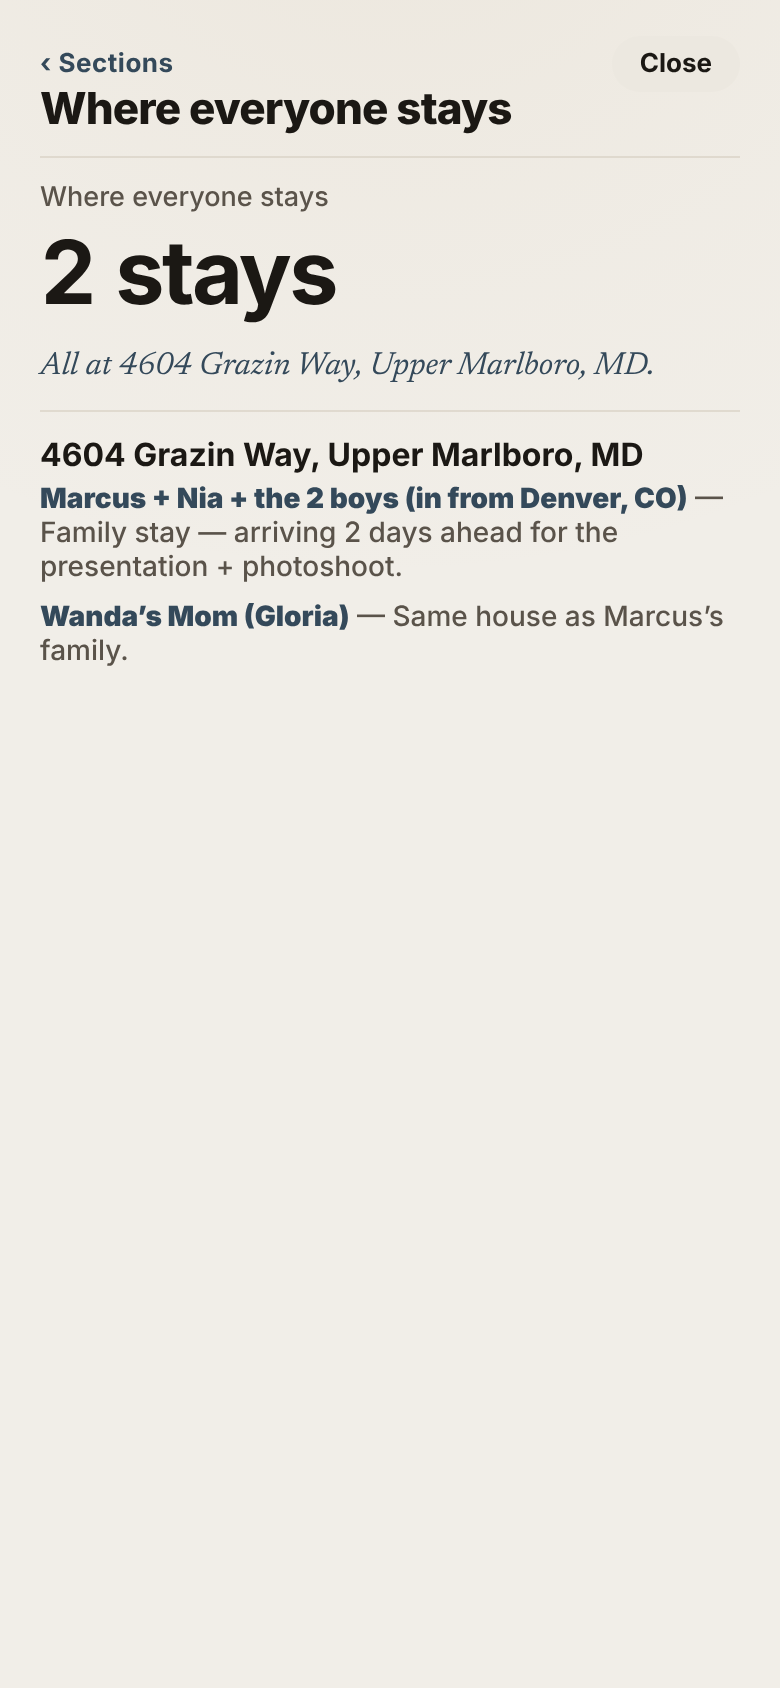 ‹ Sections
Close
Where everyone stays
Where everyone stays
2 stays
All at 4604 Grazin Way, Upper Marlboro, MD.
4604 Grazin Way, Upper Marlboro, MD
Marcus + Nia + the 2 boys (in from Denver, CO) —
Family stay — arriving 2 days ahead for the
presentation + photoshoot.
Wanda’s Mom (Gloria) — Same house as Marcus’s
family.